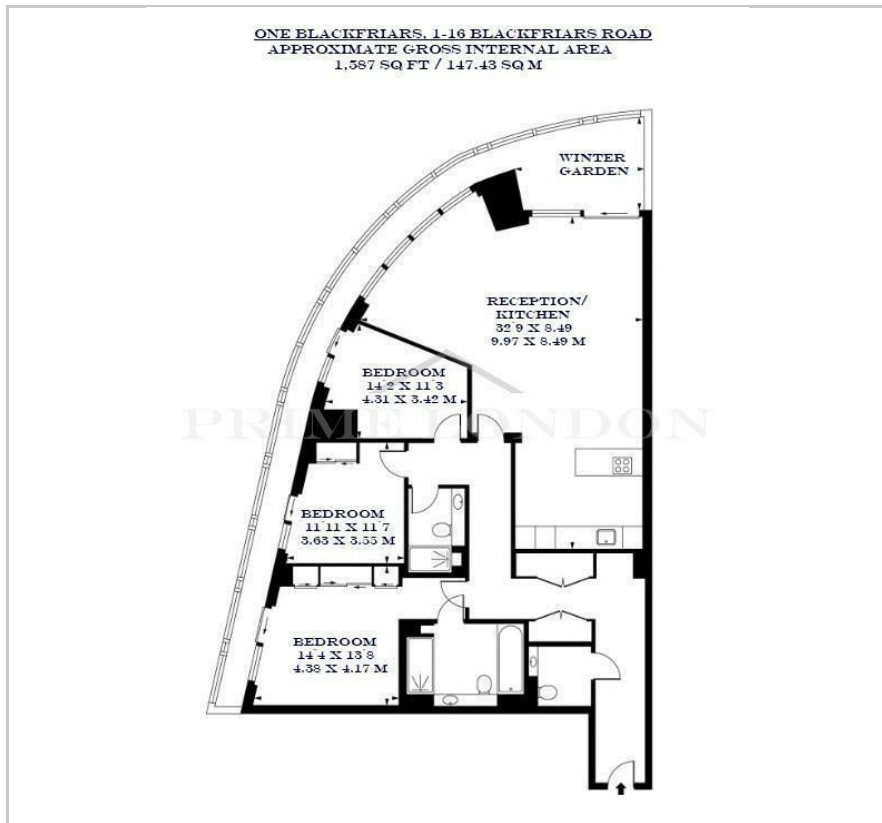 ONE BLACKFRIARS, 1-16 BLACKFRIARS ROAD
APPROXIMATE GROSS INTERNAL AREA
1,587 SQ FT / 147.43 SQ M
WINTER
GARDEN
RECEPTION/
KITCHEN
32'9 X 8.49
9.97 X 8.49 M
BEDROOM
14'2 X 11'3
4.31 X 3.42 M
PRIME LONDON
BEDROOM
11'11 X 11'7
3.63 X 3.55 M
BEDROOM
14'4 X 13'8
4.38 X 4.17 M